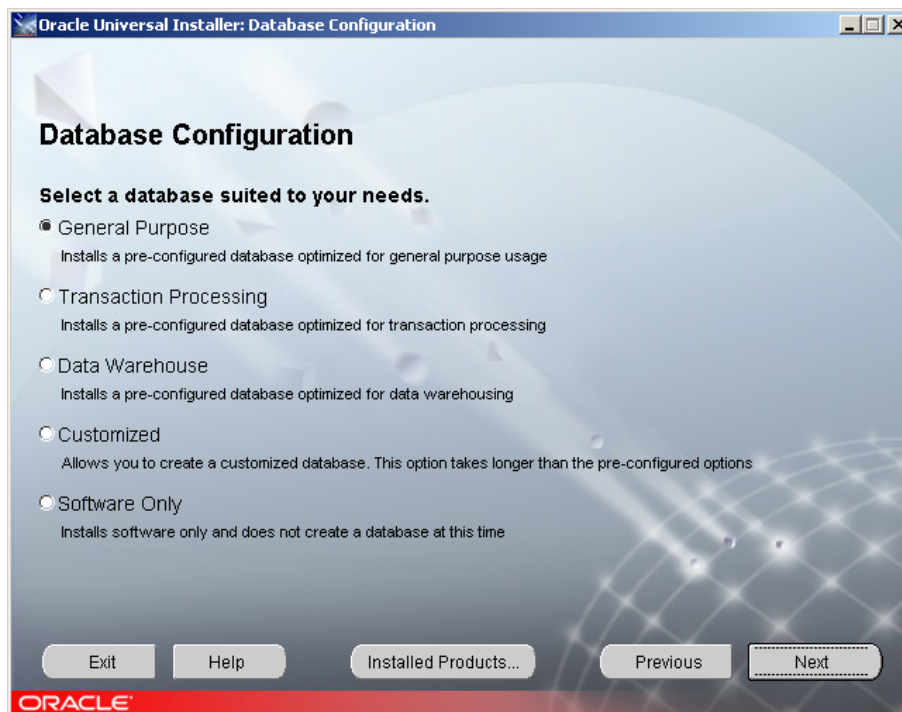 Oracle Universal Installer: Database Configuration
Database Configuration
Select a database suited to your needs.
General Purpose
Installs a pre-configured database optimized for general purpose usage
Transaction Processing
Installs a pre-configured database optimized for transaction processing
Data Warehouse
Installs a pre-configured database optimized for data warehousing
Customized
Allows you to create a customized database. This option takes longer than the pre-configured options
Software Only
Installs software only and does not create a database at this time
Exit Help Installed Products... Previous Next
ORACLE